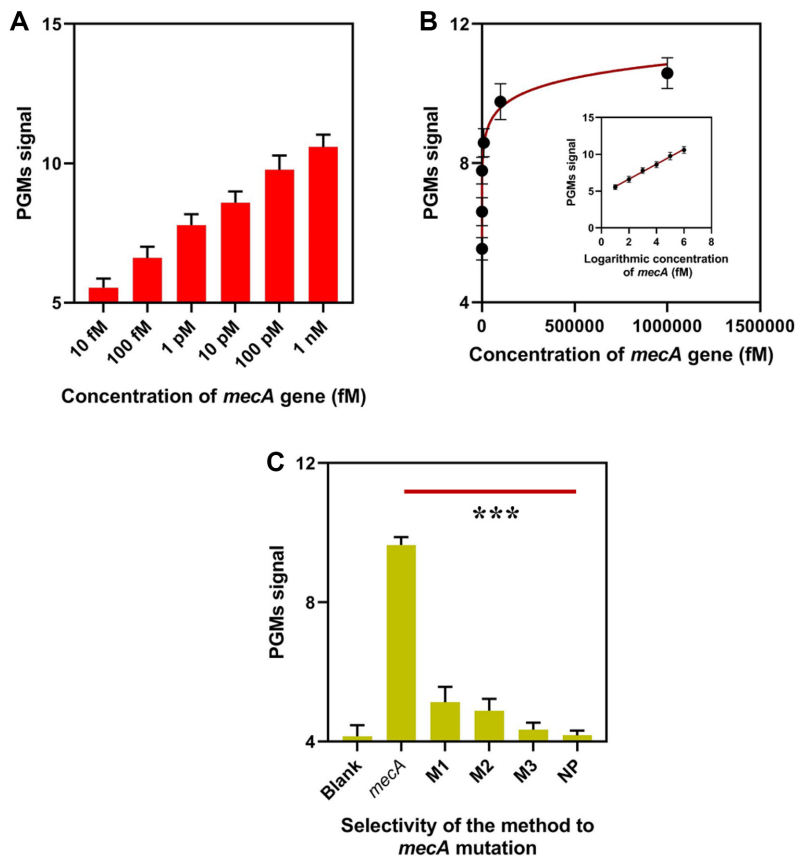 A
15
10
5
PGMs signal
10 fM
100 fM
1 pM
10 pM
100 pM
1 nM
Concentration of mecA gene (fM)
B
12
8
4
PGMs signal
0
500000
1000000
1500000
Concentration of mecA gene (fM)
15
10
5
0
PGMs signal
0
2
4
6
8
Logarithmic concentration
of mecA (fM)
C
12
8
4
PGMs signal
***
Blank
mecA
M1
M2
M3
NP
Selectivity of the method to
mecA mutation